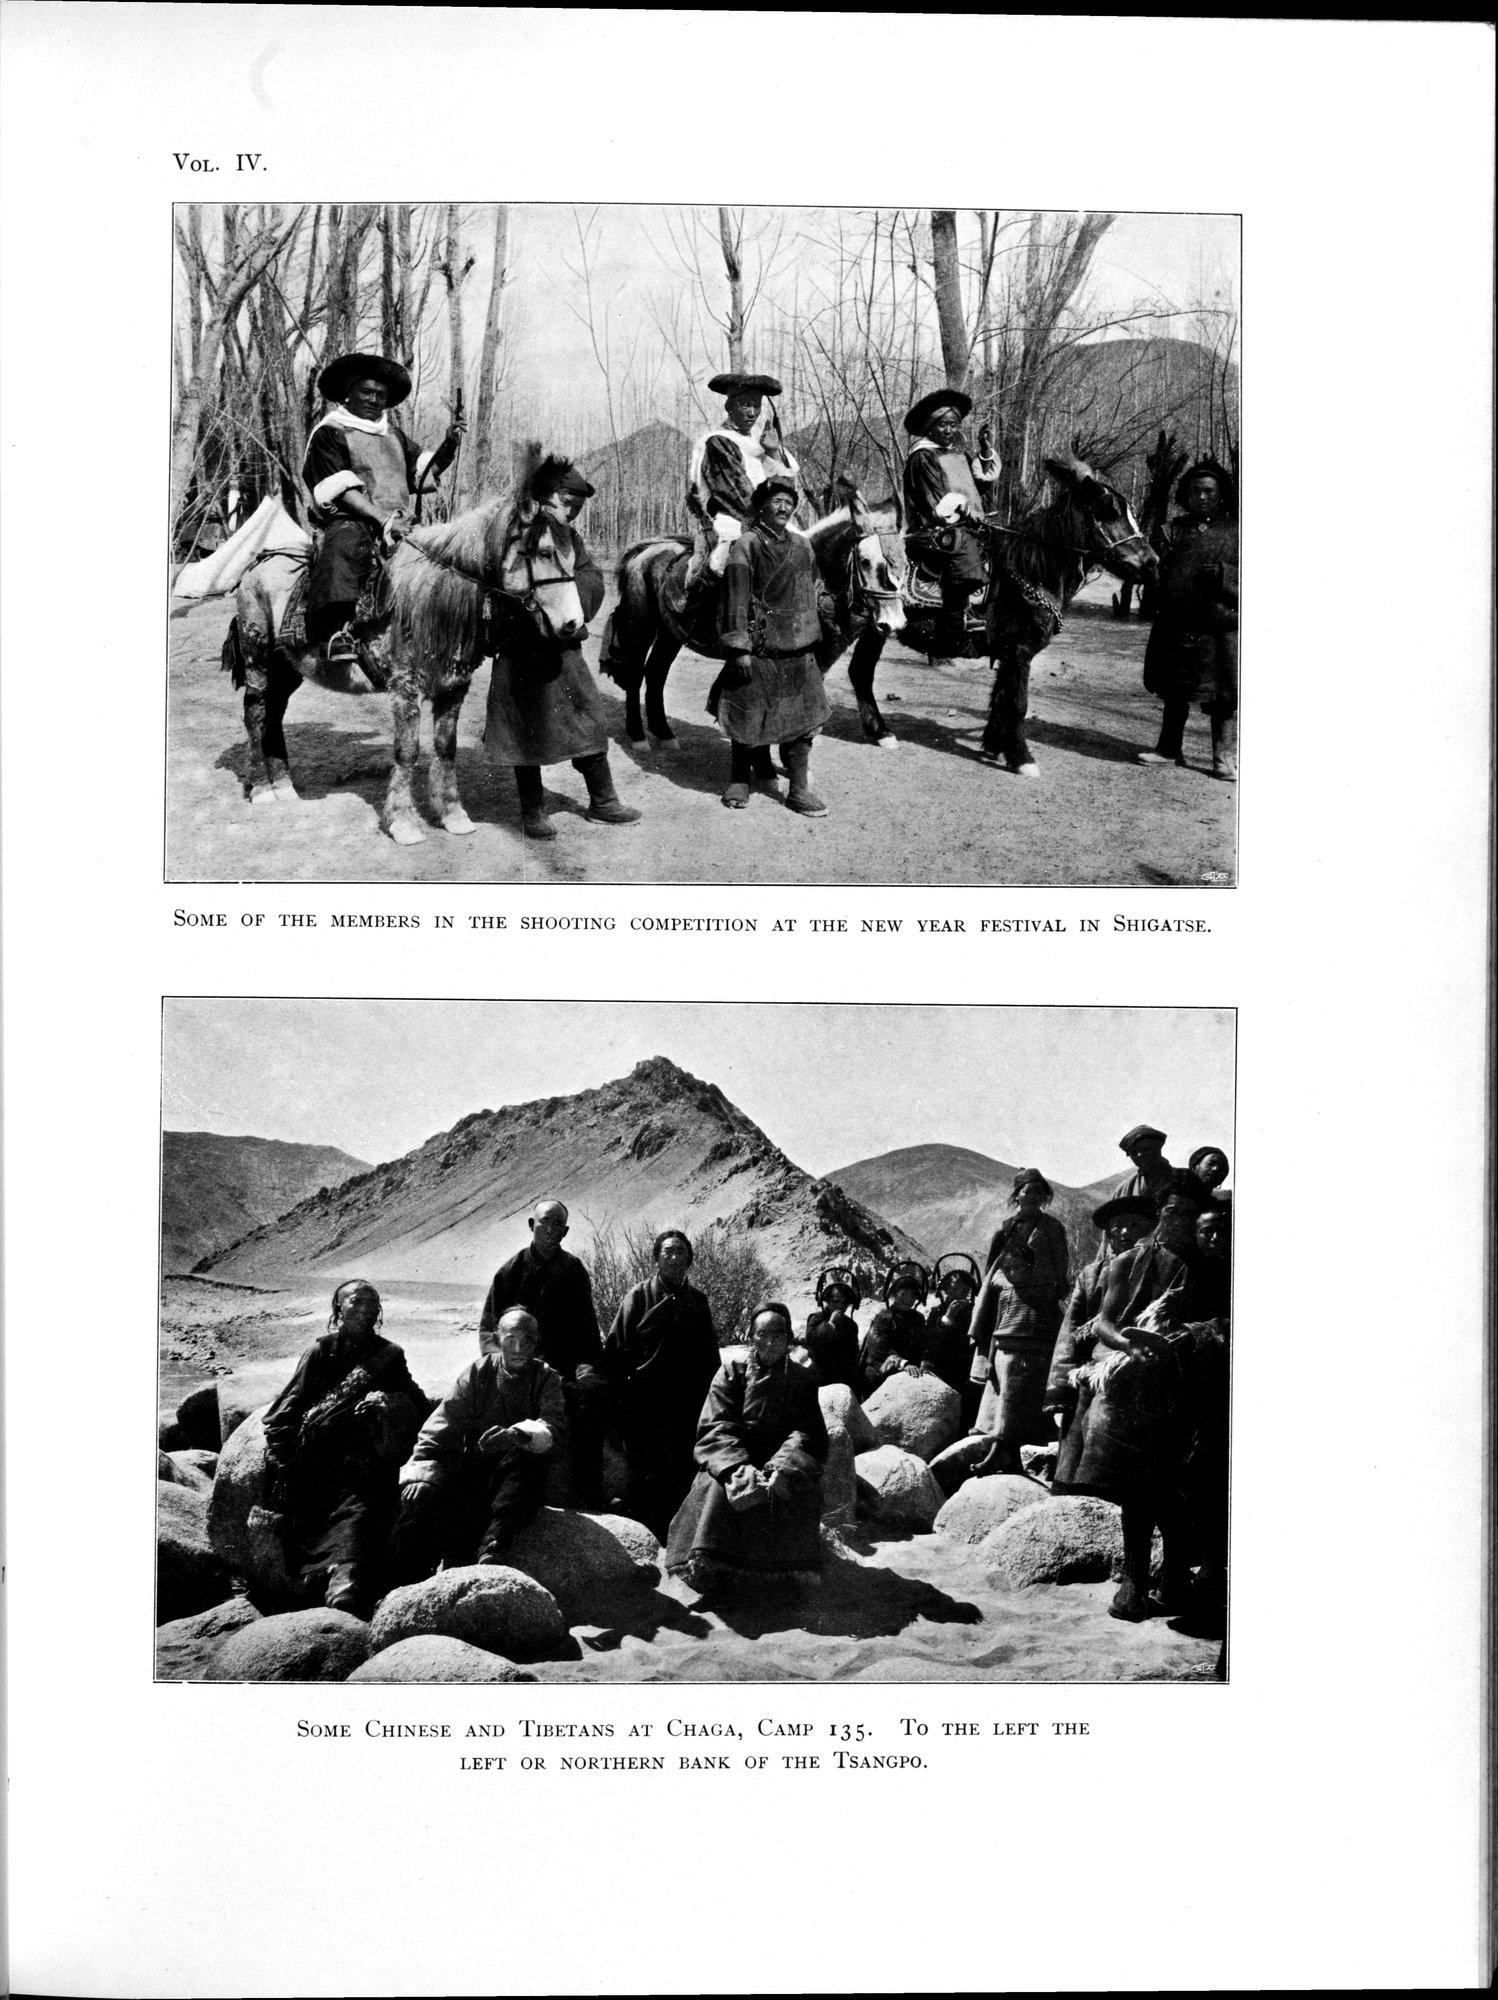 Vol. IV.
Some of the members in the shooting competition at the new year festival in Shigatse.
Some Chinese and Tibetans at Chaga, Camp 135. To the left the
left or northern bank of the Tsangpo.